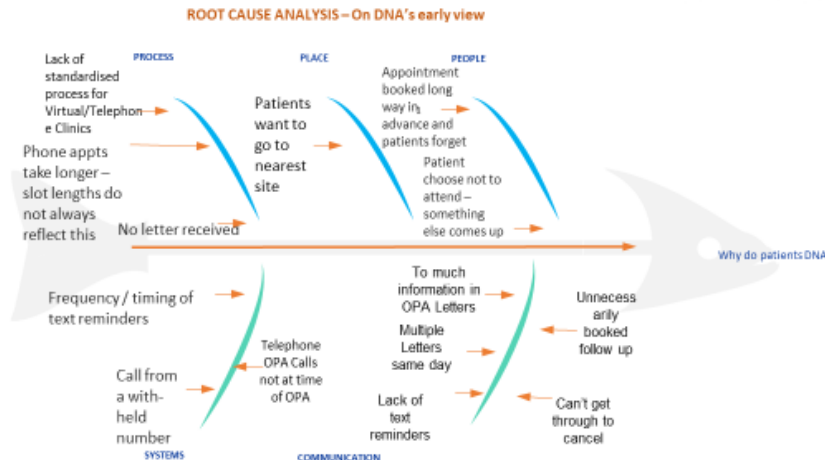 ROOT CAUSE ANALYSIS – On DNA's early view
PROCESS
PLACE
PEOPLE
Lack of
standardised
process for
Virtual/Telephon
e Clinics
Phone appts
take longer –
slot lengths do
not always
reflect this
No letter received
Patients
want to
go to
nearest
site
Appointment
booked long
way in
advance and
patients forget
Patient
choose not to
attend –
something
else comes up
Why do patients DNA
Frequency / timing of
text reminders
Call from
a with-
held
number
Telephone
OPA Calls
not at time
of OPA
To much
information in
OPA Letters
Multiple
Letters
same day
Lack of
text
reminders
Unnecess
arily
booked
follow up
Can't get
through to
cancel
SYSTEMS
COMMUNICATION